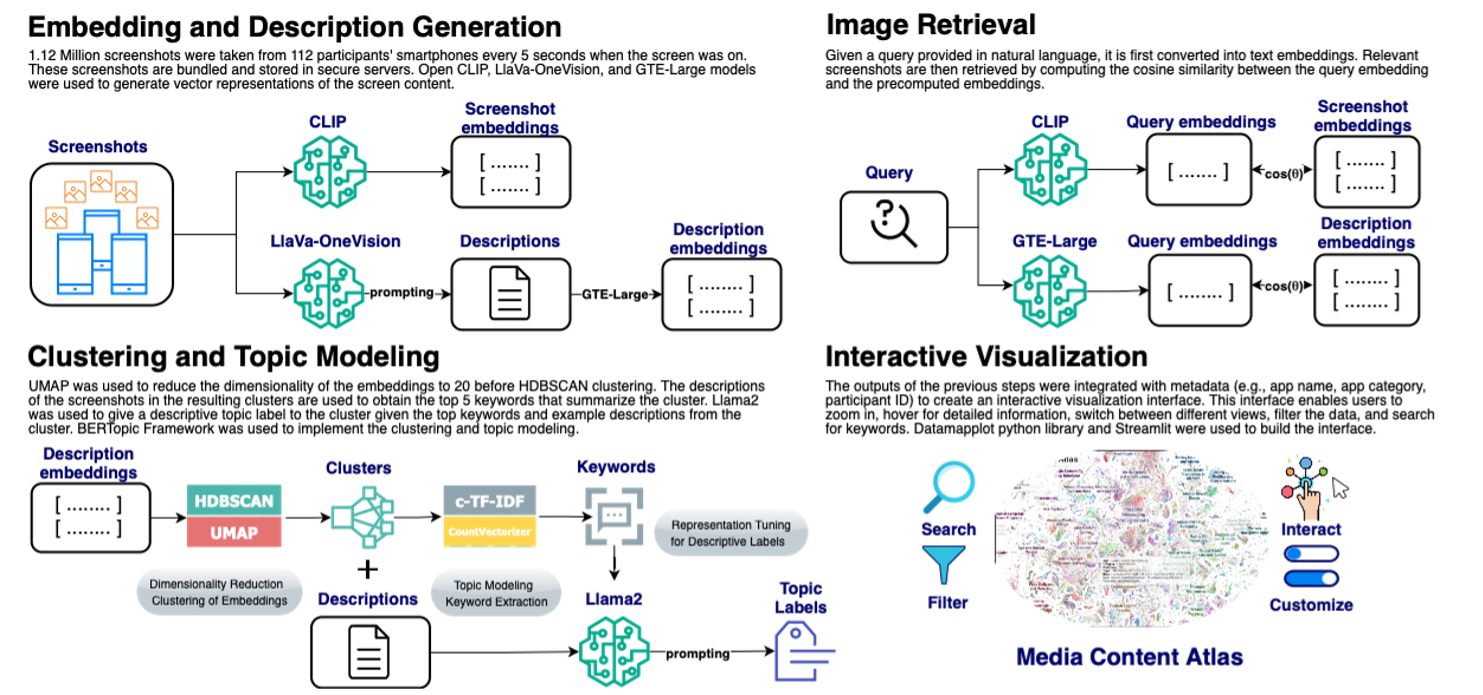 Embedding and Description Generation
1.12 Million screenshots were taken from 112 participants' smartphones every 5 seconds when the screen was on.
These screenshots are bundled and stored in secure servers. Open CLIP, LlaVa-OneVision, and GTE-Large models
were used to generate vector representations of the screen content.
Screenshots
CLIP
Screenshot
embeddings
[ ....... ]
[ ....... ]
LlaVa-OneVision
prompting
Descriptions
GTE-Large
Description
embeddings
[ ........ ]
[ ........ ]
Image Retrieval
Given a query provided in natural language, it is first converted into text embeddings. Relevant
screenshots are then retrieved by computing the cosine similarity between the query embedding
and the precomputed embeddings.
Query
?
CLIP
Query embeddings
[ ....... ]
cos(θ)
Screenshot
embeddings
[ ....... ]
[ ....... ]
GTE-Large
Query embeddings
[ ........ ]
cos(θ)
Description
embeddings
[ ........ ]
[ ........ ]
Clustering and Topic Modeling
UMAP was used to reduce the dimensionality of the embeddings to 20 before HDBSCAN clustering. The descriptions
of the screenshots in the resulting clusters are used to obtain the top 5 keywords that summarize the cluster. Llama2
was used to give a descriptive topic label to the cluster given the top keywords and example descriptions from the
cluster. BERTopic Framework was used to implement the clustering and topic modeling.
Description
embeddings
[ ........ ]
[ ........ ]
HDBSCAN
UMAP
Dimensionality Reduction
Clustering of Embeddings
Clusters
+
Descriptions
c-TF-IDF
CountVectorizer
Topic Modeling
Keyword Extraction
Keywords
Representation Tuning
for Descriptive Labels
Llama2
prompting
Topic
Labels
Interactive Visualization
The outputs of the previous steps were integrated with metadata (e.g., app name, app category,
participant ID) to create an interactive visualization interface. This interface enables users to
zoom in, hover for detailed information, switch between different views, filter the data, and search
for keywords. Datamapplot python library and Streamlit were used to build the interface.
Search
Filter
Interact
Customize
Media Content Atlas